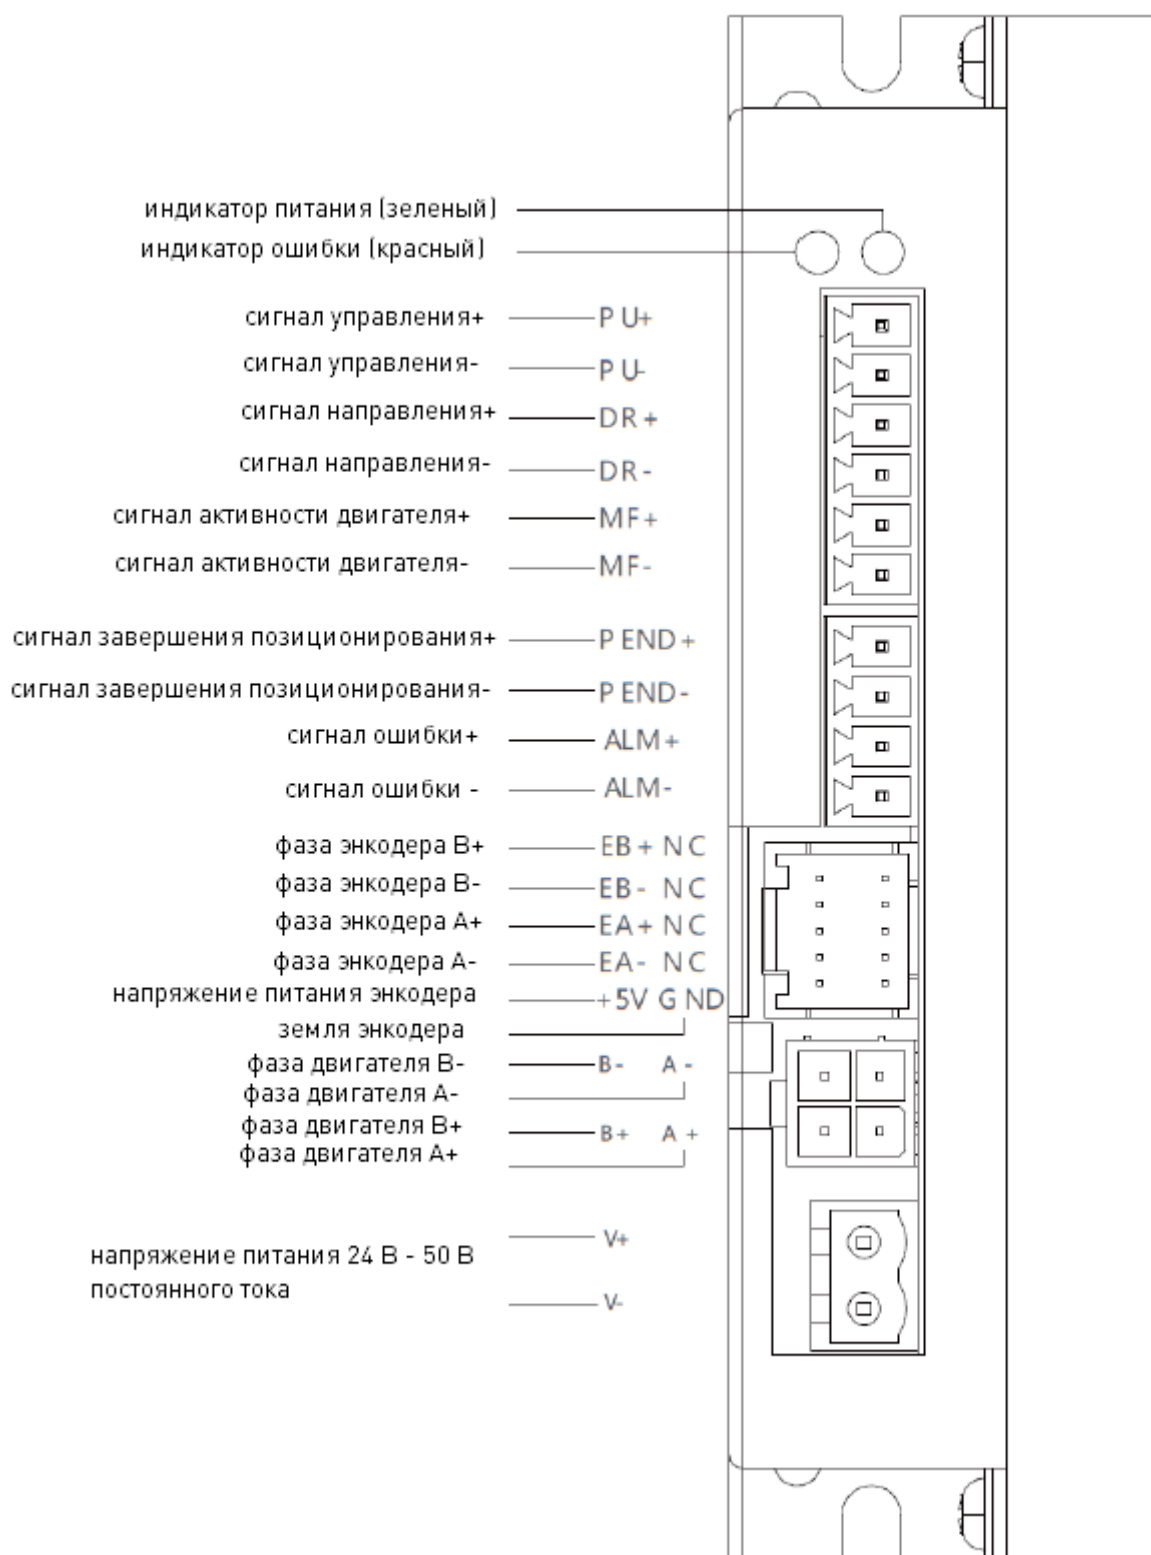 индикатор питания (зеленый)
индикатор ошибки (красный)
сигнал управления+ PU+
сигнал управления- PU-
сигнал направления+ DR+
сигнал направления- DR-
сигнал активности двигателя+ MF+
сигнал активности двигателя- MF-
сигнал завершения позиционирования+ PEND+
сигнал завершения позиционирования- PEND-
сигнал ошибки+ ALM+
сигнал ошибки - ALM-
фаза энкодера B+ EB+ NC
фаза энкодера B- EB- NC
фаза энкодера A+ EA+ NC
фаза энкодера A- EA- NC
напряжение питания энкодера +5V GND
земля энкодера
фаза двигателя B- B- A-
фаза двигателя A-
фаза двигателя B+ B+ A+
фаза двигателя A+
V+
напряжение питания 24 В - 50 В
постоянного тока
V-